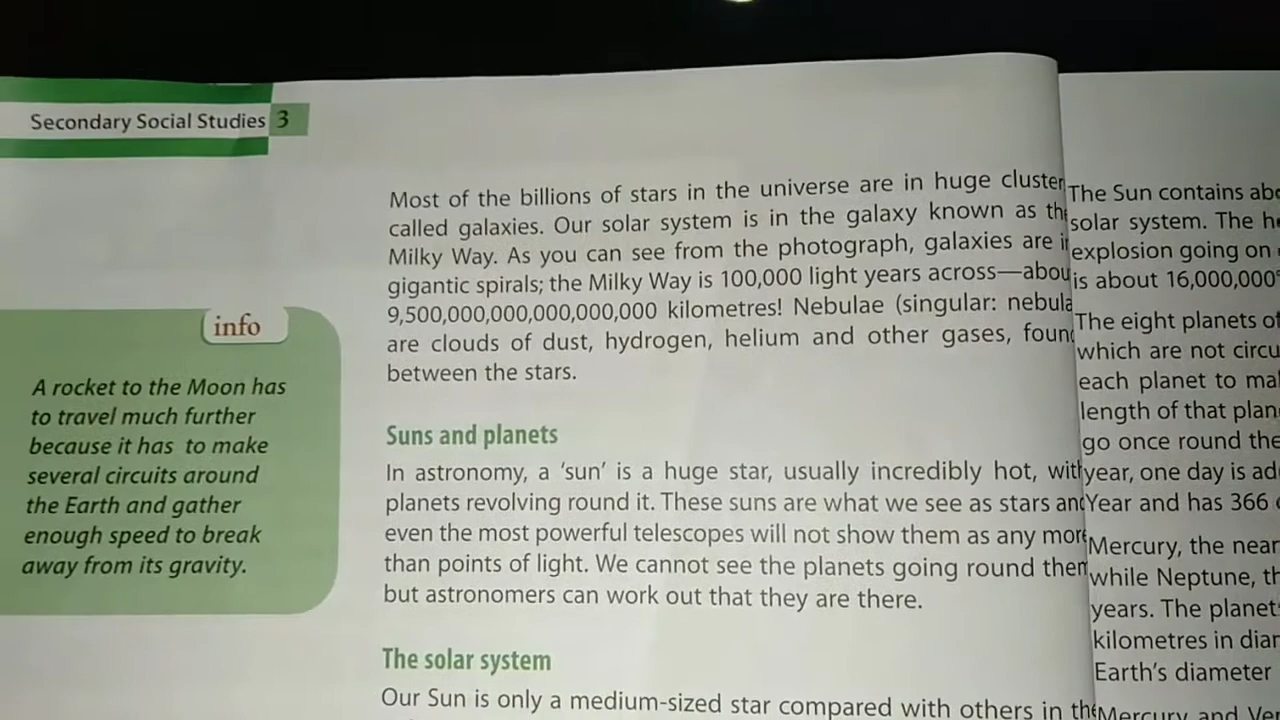 Secondary Social Studies 3
Most of the billions of stars in the universe are in huge cluster
called galaxies. Our solar system is in the galaxy known as th
Milky Way. As you can see from the photograph, galaxies are i
gigantic spirals; the Milky Way is 100,000 light years across—abou
9,500,000,000,000,000,000 kilometres! Nebulae (singular: nebula
are clouds of dust, hydrogen, helium and other gases, foun
between the stars.
info
A rocket to the Moon has
to travel much further
because it has to make
several circuits around
the Earth and gather
enough speed to break
away from its gravity.
Suns and planets
In astronomy, a ‘sun’ is a huge star, usually incredibly hot, with
planets revolving round it. These suns are what we see as stars and
even the most powerful telescopes will not show them as any more
than points of light. We cannot see the planets going round them
but astronomers can work out that they are there.
The solar system
Our Sun is only a medium-sized star compared with others in the
The Sun contains abo
solar system. The h
explosion going on
is about 16,000,000°
The eight planets of
which are not circu
each planet to ma
length of that plan
go once round the
year, one day is ad
Year and has 366
Mercury, the near
while Neptune, th
years. The planet
kilometres in diam
Earth’s diameter
Mercury and Ven